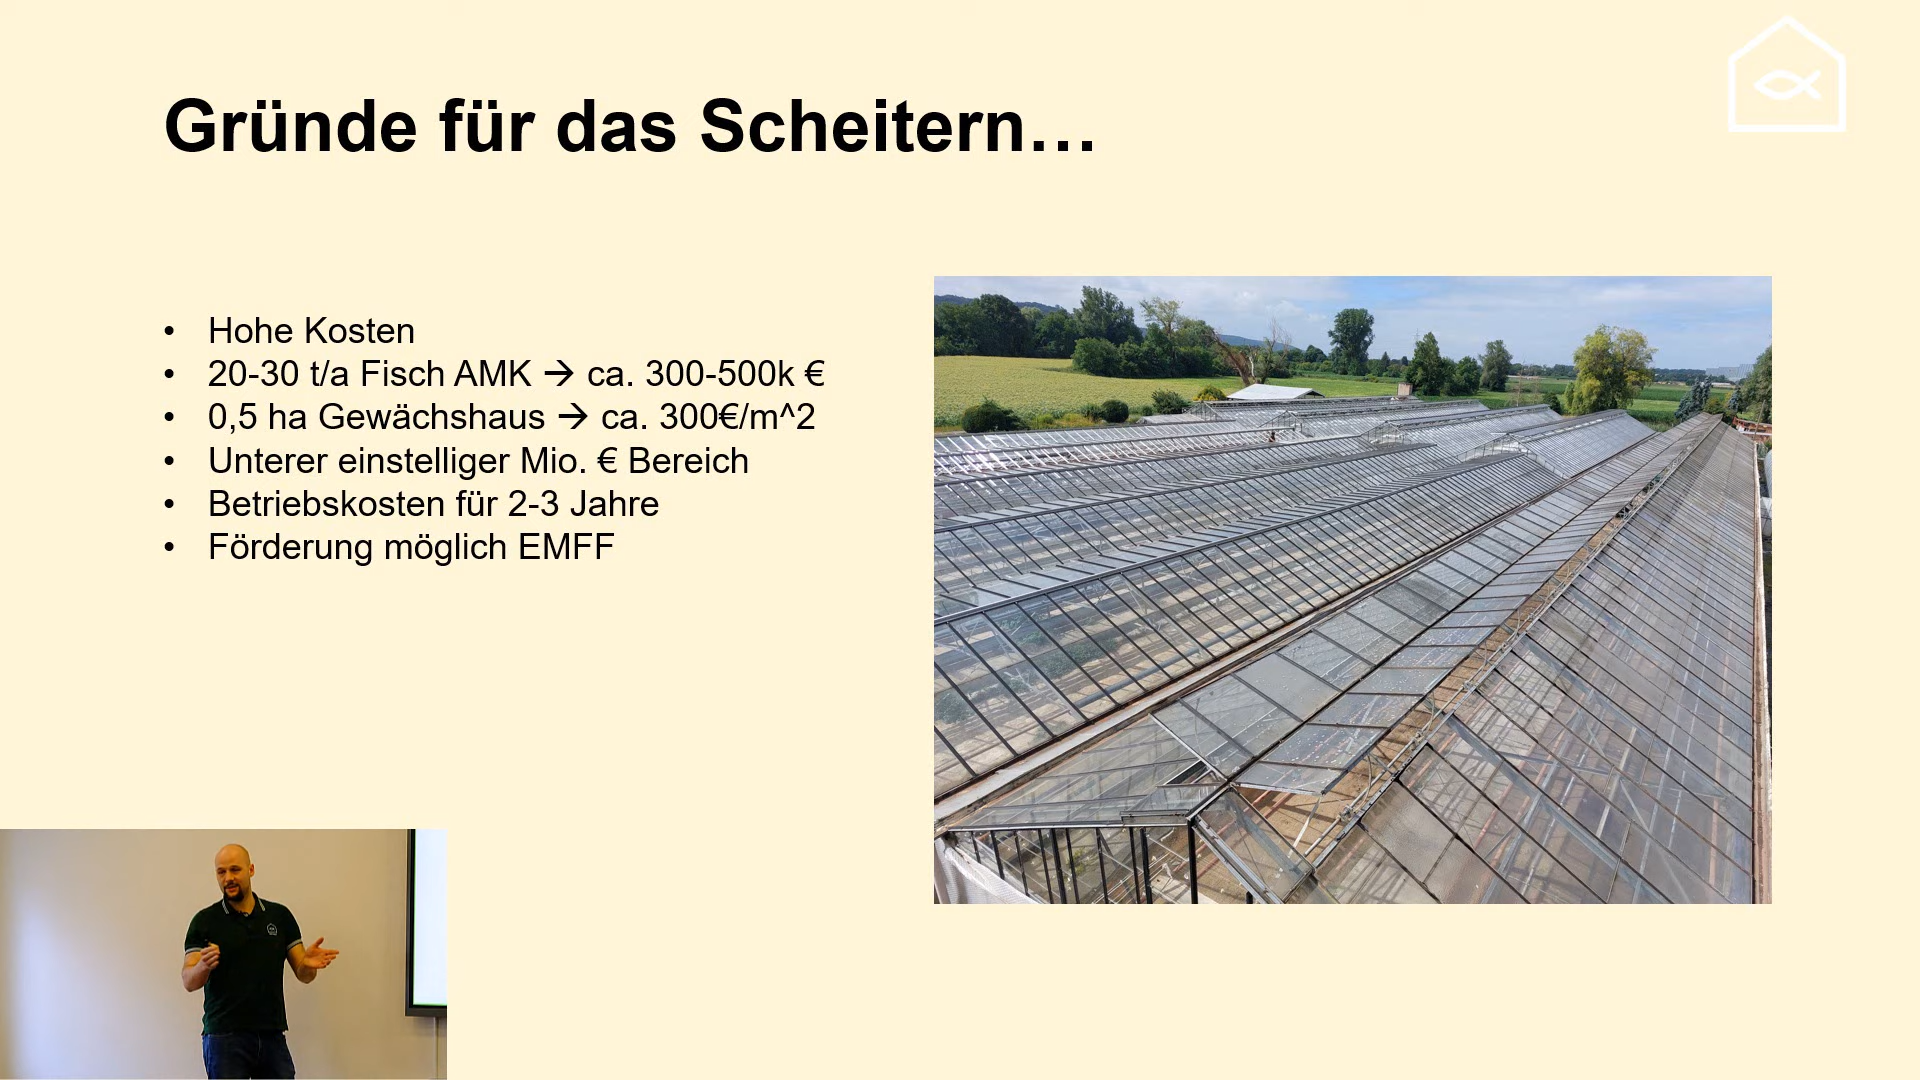 Gründe für das Scheitern…
• Hohe Kosten
• 20-30 t/a Fisch AMK → ca. 300-500k €
• 0,5 ha Gewächshaus → ca. 300€/m^2
• Unterer einstelliger Mio. € Bereich
• Betriebskosten für 2-3 Jahre
• Förderung möglich EMFF